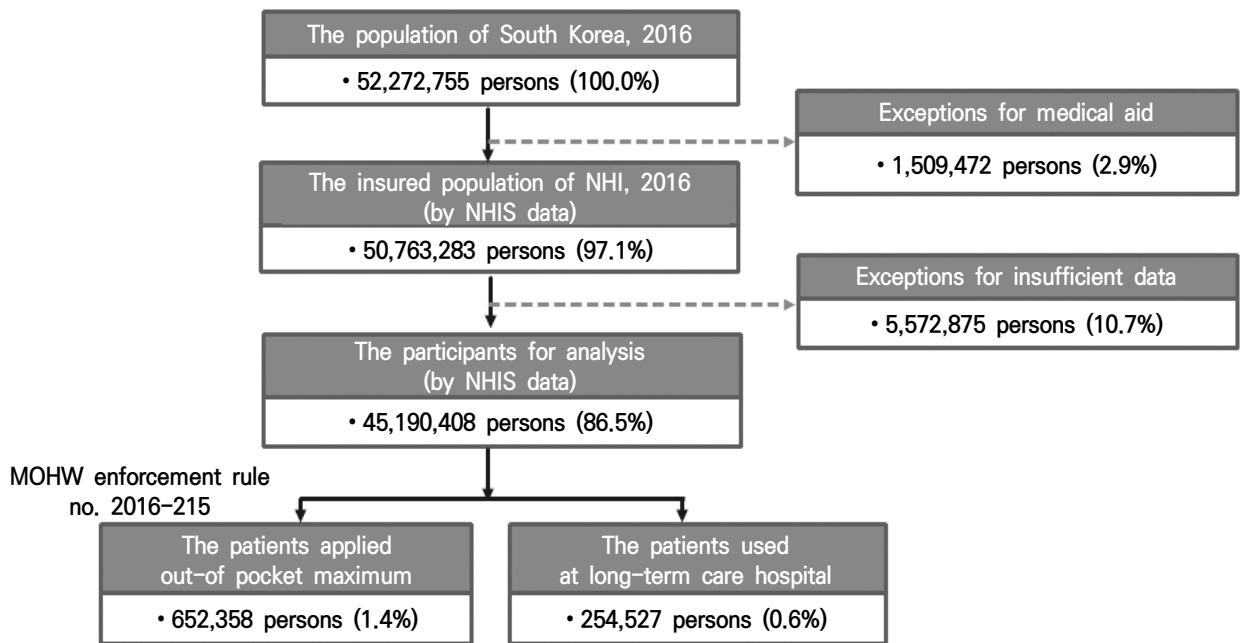 The population of South Korea, 2016
• 52,272,755 persons (100.0%)
Exceptions for medical aid
• 1,509,472 persons (2.9%)
The insured population of NHI, 2016
(by NHIS data)
• 50,763,283 persons (97.1%)
Exceptions for insufficient data
• 5,572,875 persons (10.7%)
The participants for analysis
(by NHIS data)
• 45,190,408 persons (86.5%)
MOHW enforcement rule
no. 2016-215
The patients applied
out-of pocket maximum
• 652,358 persons (1.4%)
The patients used
at long-term care hospital
• 254,527 persons (0.6%)